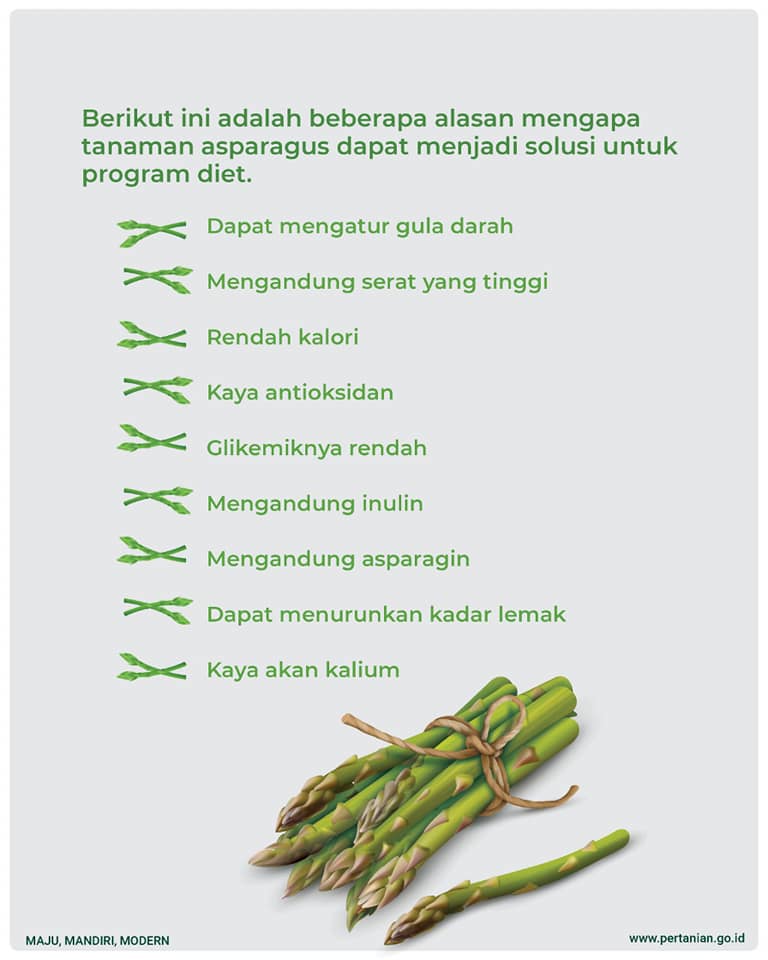 Berikut ini adalah beberapa alasan mengapa
tanaman asparagus dapat menjadi solusi untuk
program diet.
Dapat mengatur gula darah
Mengandung serat yang tinggi
Rendah kalori
Kaya antioksidan
Glikemiknya rendah
Mengandung inulin
Mengandung asparagin
Dapat menurunkan kadar lemak
Kaya akan kalium
MAJU, MANDIRI, MODERN
www.pertanian.go.id